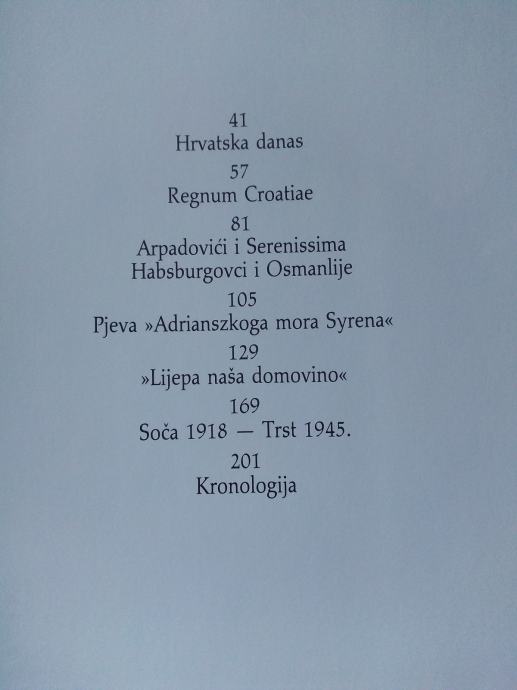 41
Hrvatska danas
57
Regnum Croatiae
81
Arpadovići i Serenissima
Habsburgovci i Osmanlije
105
Pjeva »Adrianszkoga mora Syrena«
129
»Lijepa naša domovino«
169
Soča 1918 — Trst 1945.
201
Kronologija